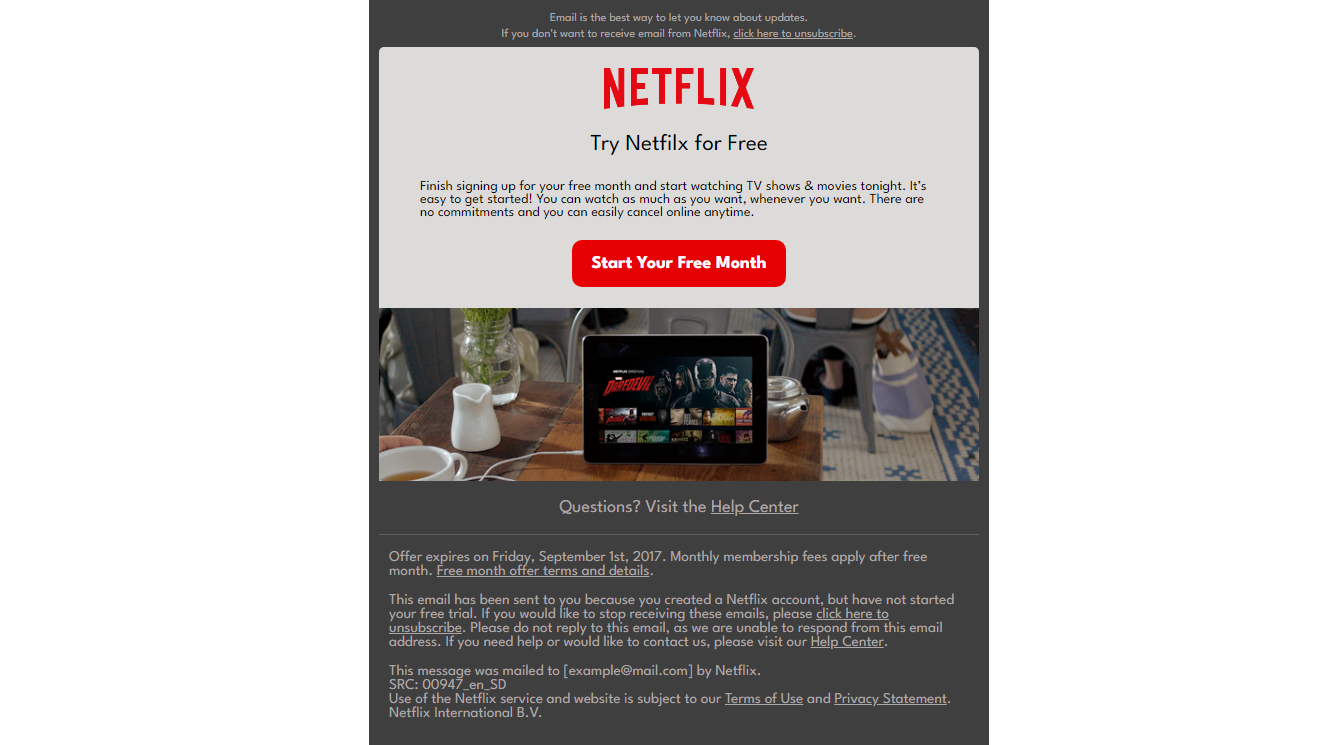 Email is the best way to let you know about updates.
If you don't want to receive email from Netflix, click here to unsubscribe.
NETFLIX
Try Netfilx for Free
Finish signing up for your free month and start watching TV shows & movies tonight. It's
easy to get started! You can watch as much as you want, whenever you want. There are
no commitments and you can easily cancel online anytime.
Start Your Free Month
NETFLIX ORIGINAL
MARVEL
DAREDEVIL
Questions? Visit the Help Center
Offer expires on Friday, September 1st, 2017. Monthly membership fees apply after free
month. Free month offer terms and details.
This email has been sent to you because you created a Netflix account, but have not started
your free trial. If you would like to stop receiving these emails, please click here to
unsubscribe. Please do not reply to this email, as we are unable to respond from this email
address. If you need help or would like to contact us, please visit our Help Center.
This message was mailed to [example@mail.com] by Netflix.
SRC: 00947_en_SD
Use of the Netflix service and website is subject to our Terms of Use and Privacy Statement.
Netflix International B.V.